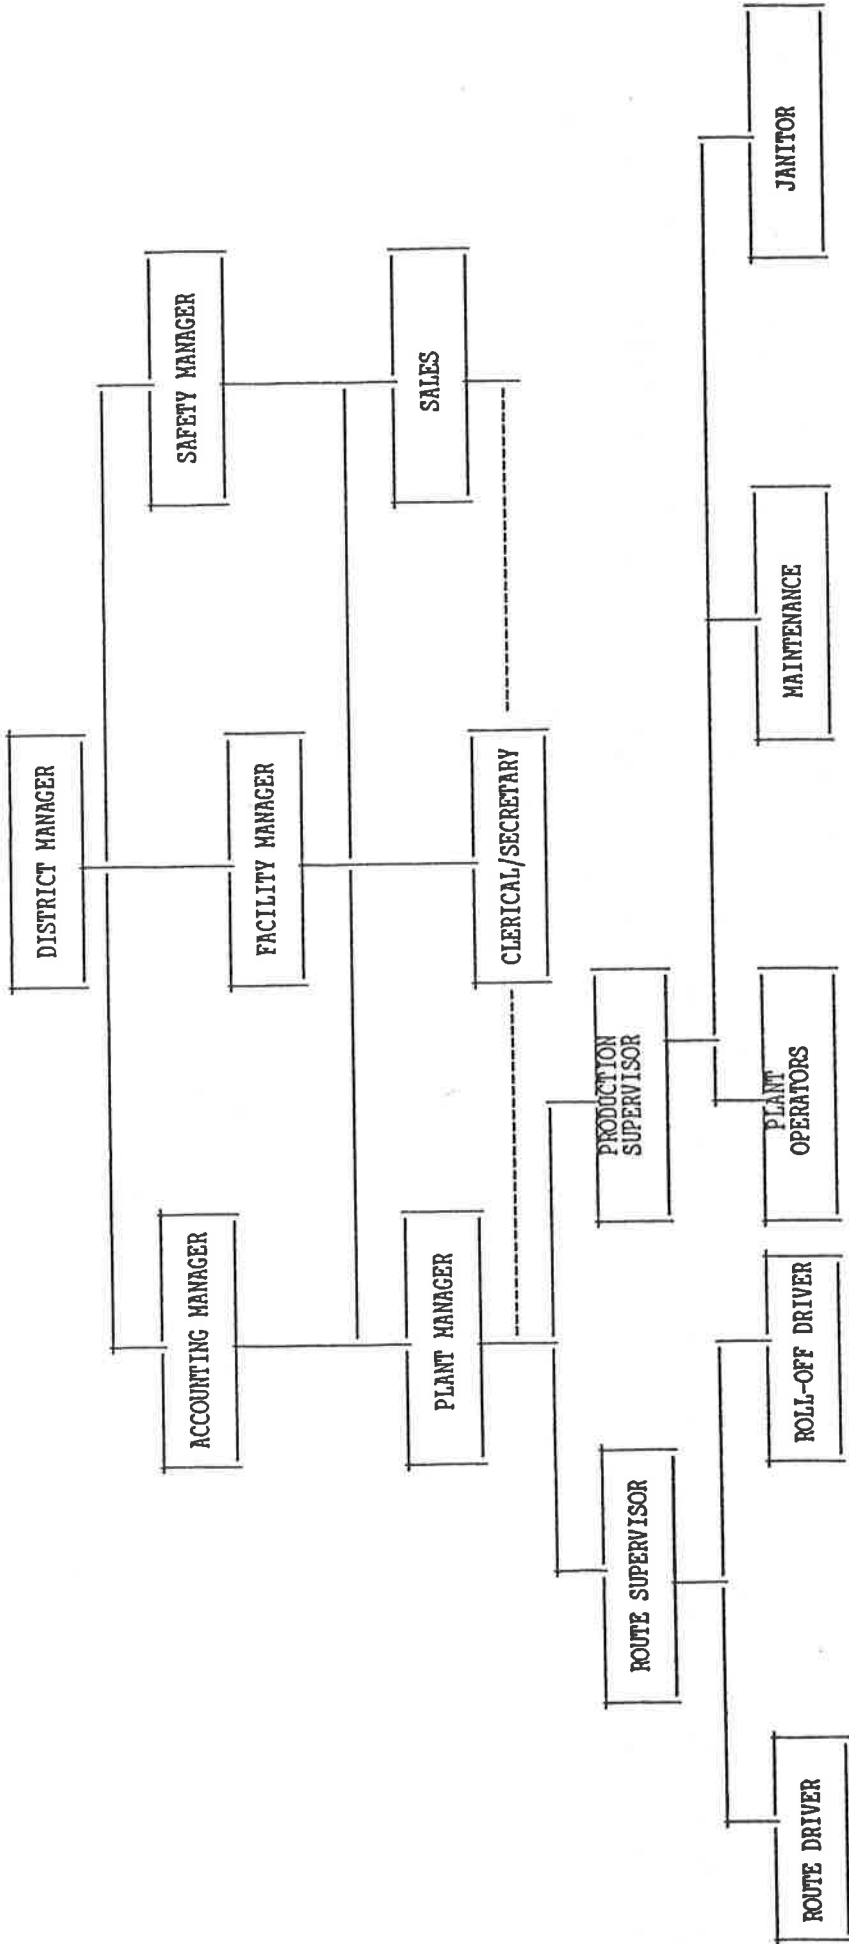 DISTRICT MANAGER
ACCOUNTING MANAGER
SAFETY MANAGER
FACILITY MANAGER
PLANT MANAGER
SALES
CLERICAL/SECRETARY
ROUTE SUPERVISOR
PRODUCTION
SUPERVISOR
ROUTE DRIVER
ROLL-OFF DRIVER
PLANT
OPERATORS
MAINTENANCE
JANITOR